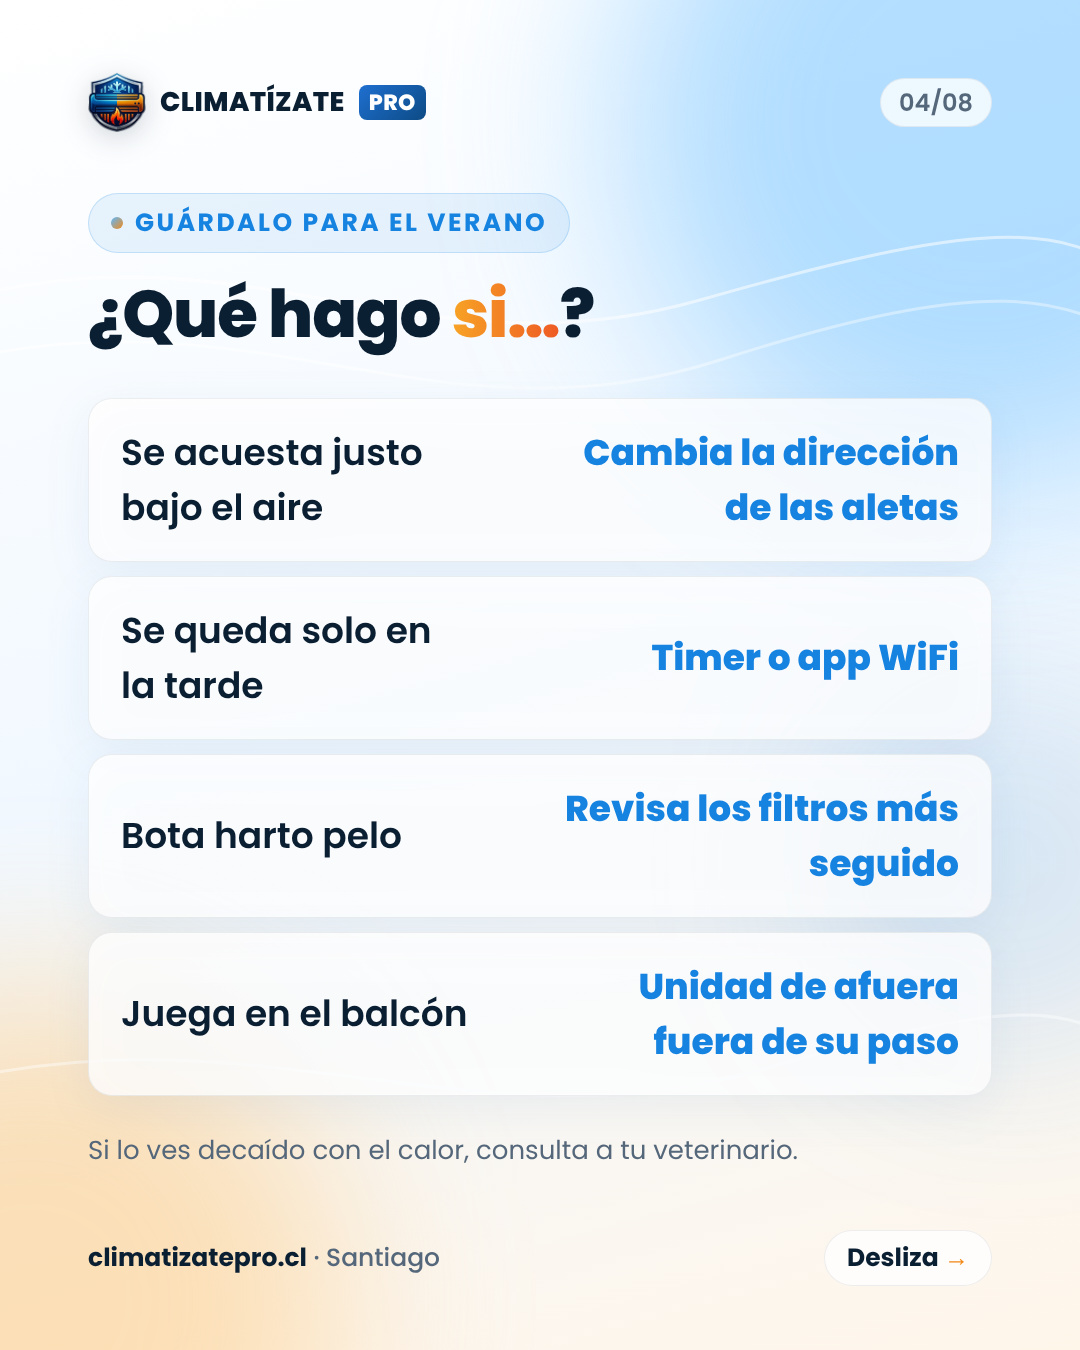 CLIMATÍZATE PRO
04/08
GUÁRDALO PARA EL VERANO
¿Qué hago si...?
Se acuesta justo
bajo el aire
Cambia la dirección
de las aletas
Se queda solo en
la tarde
Timer o app WiFi
Bota harto pelo
Revisa los filtros más
seguido
Juega en el balcón
Unidad de afuera
fuera de su paso
Si lo ves decaído con el calor, consulta a tu veterinario.
climatizatepro.cl · Santiago
Desliza →